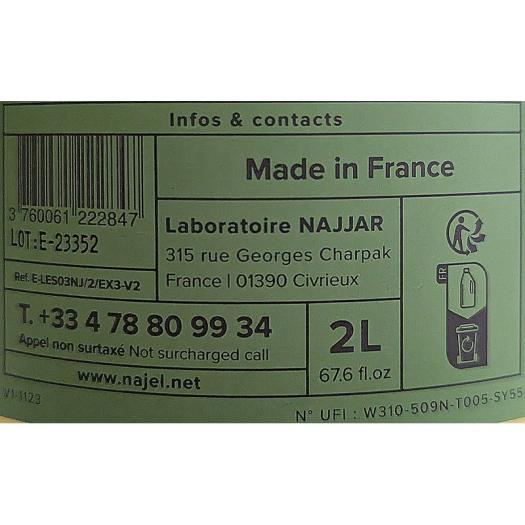 Infos & contacts
3 760061 222847
LOT:E-23352
Ref. E-LES03NJ/2/EX3-V2
Made in France
Laboratoire NAJJAR
315 rue Georges Charpak
France | 01390 Civrieux
FR
T. +33 4 78 80 99 34
Appel non surtaxé Not surcharged call
www.najel.net
2L
67.6 fl.oz
V1-1123
N° UFI : W310-509N-T005-SY55